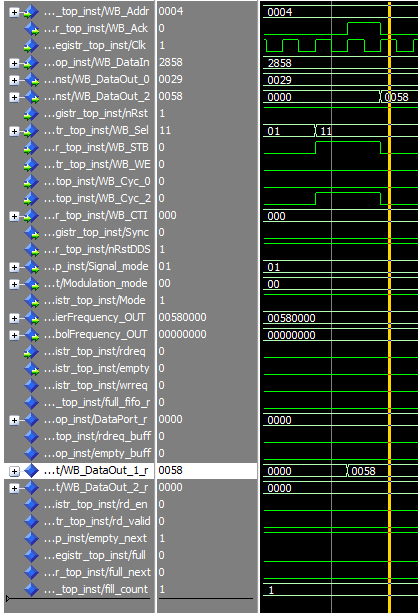 ..._top_inst/WB_Addr 0004 0004
...r_top_inst/WB_Ack 0
...egistr_top_inst/Clk 1
...op_inst/WB_DataIn 2858 2858
...nst/WB_DataOut_0 0029 0029
...nst/WB_DataOut_2 0058 0000 0058
...gistr_top_inst/nRst 1
...tr_top_inst/WB_Sel 11 01 11
...r_top_inst/WB_STB 0
...tr_top_inst/WB_WE 0
...top_inst/WB_Cyc_0 0
...top_inst/WB_Cyc_2 0
...r_top_inst/WB_CTI 000 000
...gistr_top_inst/Sync 0
...r_top_inst/nRstDDS 1
...p_inst/Signal_mode 01 01
...t/Modulation_mode 00 00
...istr_top_inst/Mode 1
...ierFrequency_OUT 00580000 00580000
...bolFrequency_OUT 00000000 00000000
...egistr_top_inst/rdreq 0
...istr_top_inst/empty 0
...istr_top_inst/wrreq 0
..._top_inst/full_fifo_r 0
...op_inst/DataPort_r 0000 0000
...top_inst/rdreq_buff 0
...op_inst/empty_buff 0
...t/WB_DataOut_1_r 0058 0000 0058
...t/WB_DataOut_2_r 0000 0000
...istr_top_inst/rd_en 0
...tr_top_inst/rd_valid 0
...p_inst/empty_next 1
...egistr_top_inst/full 0
...r_top_inst/full_next 0
..._top_inst/fill_count 1 1